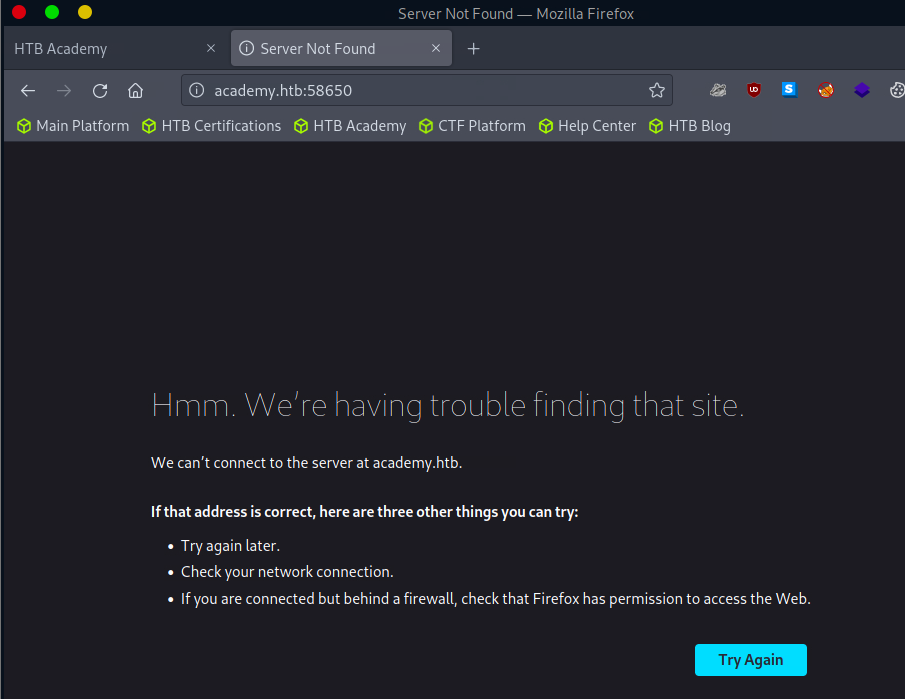 Server Not Found — Mozilla Firefox
HTB Academy
Server Not Found
academy.htb:58650
Main Platform HTB Certifications HTB Academy CTF Platform Help Center HTB Blog
Hmm. We’re having trouble finding that site.
We can’t connect to the server at academy.htb.
If that address is correct, here are three other things you can try:
• Try again later.
• Check your network connection.
• If you are connected but behind a firewall, check that Firefox has permission to access the Web.
Try Again